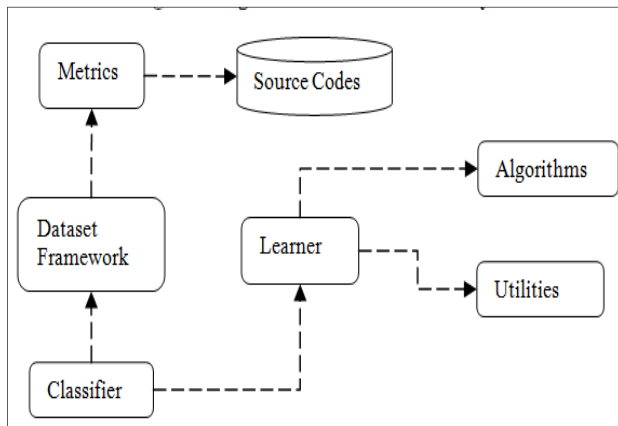 Metrics
Source Codes
Algorithms
Dataset
Framework
Learner
Utilities
Classifier